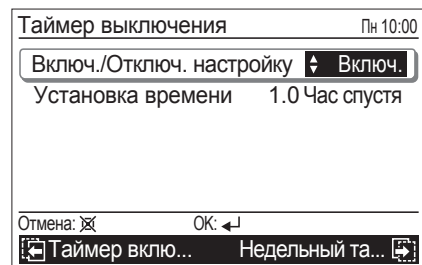 Таймер выключения Пн 10:00
Включ./Отключ. настройку Включ.
Установка времени 1.0 Час спустя
Отмена: OK:
Таймер вклю... Недельный та...